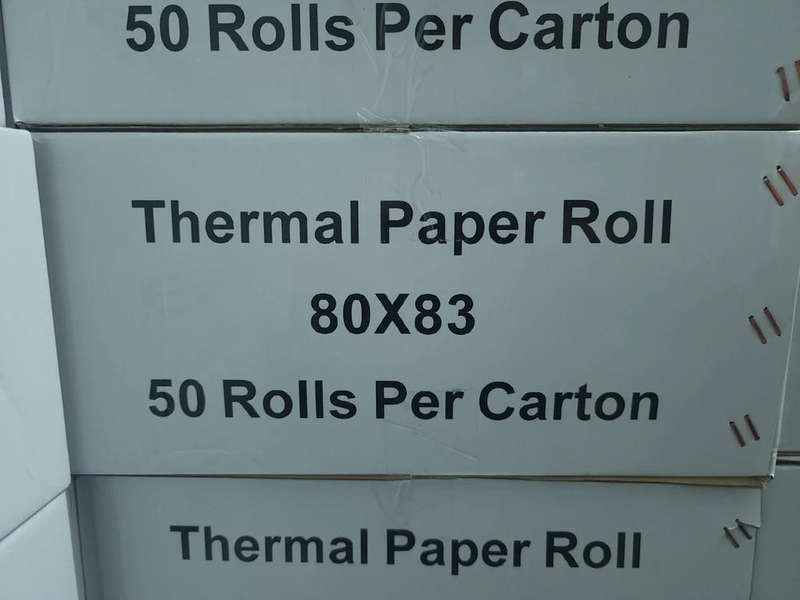 50 Rolls Per Carton
Thermal Paper Roll
80X83
50 Rolls Per Carton
Thermal Paper Roll